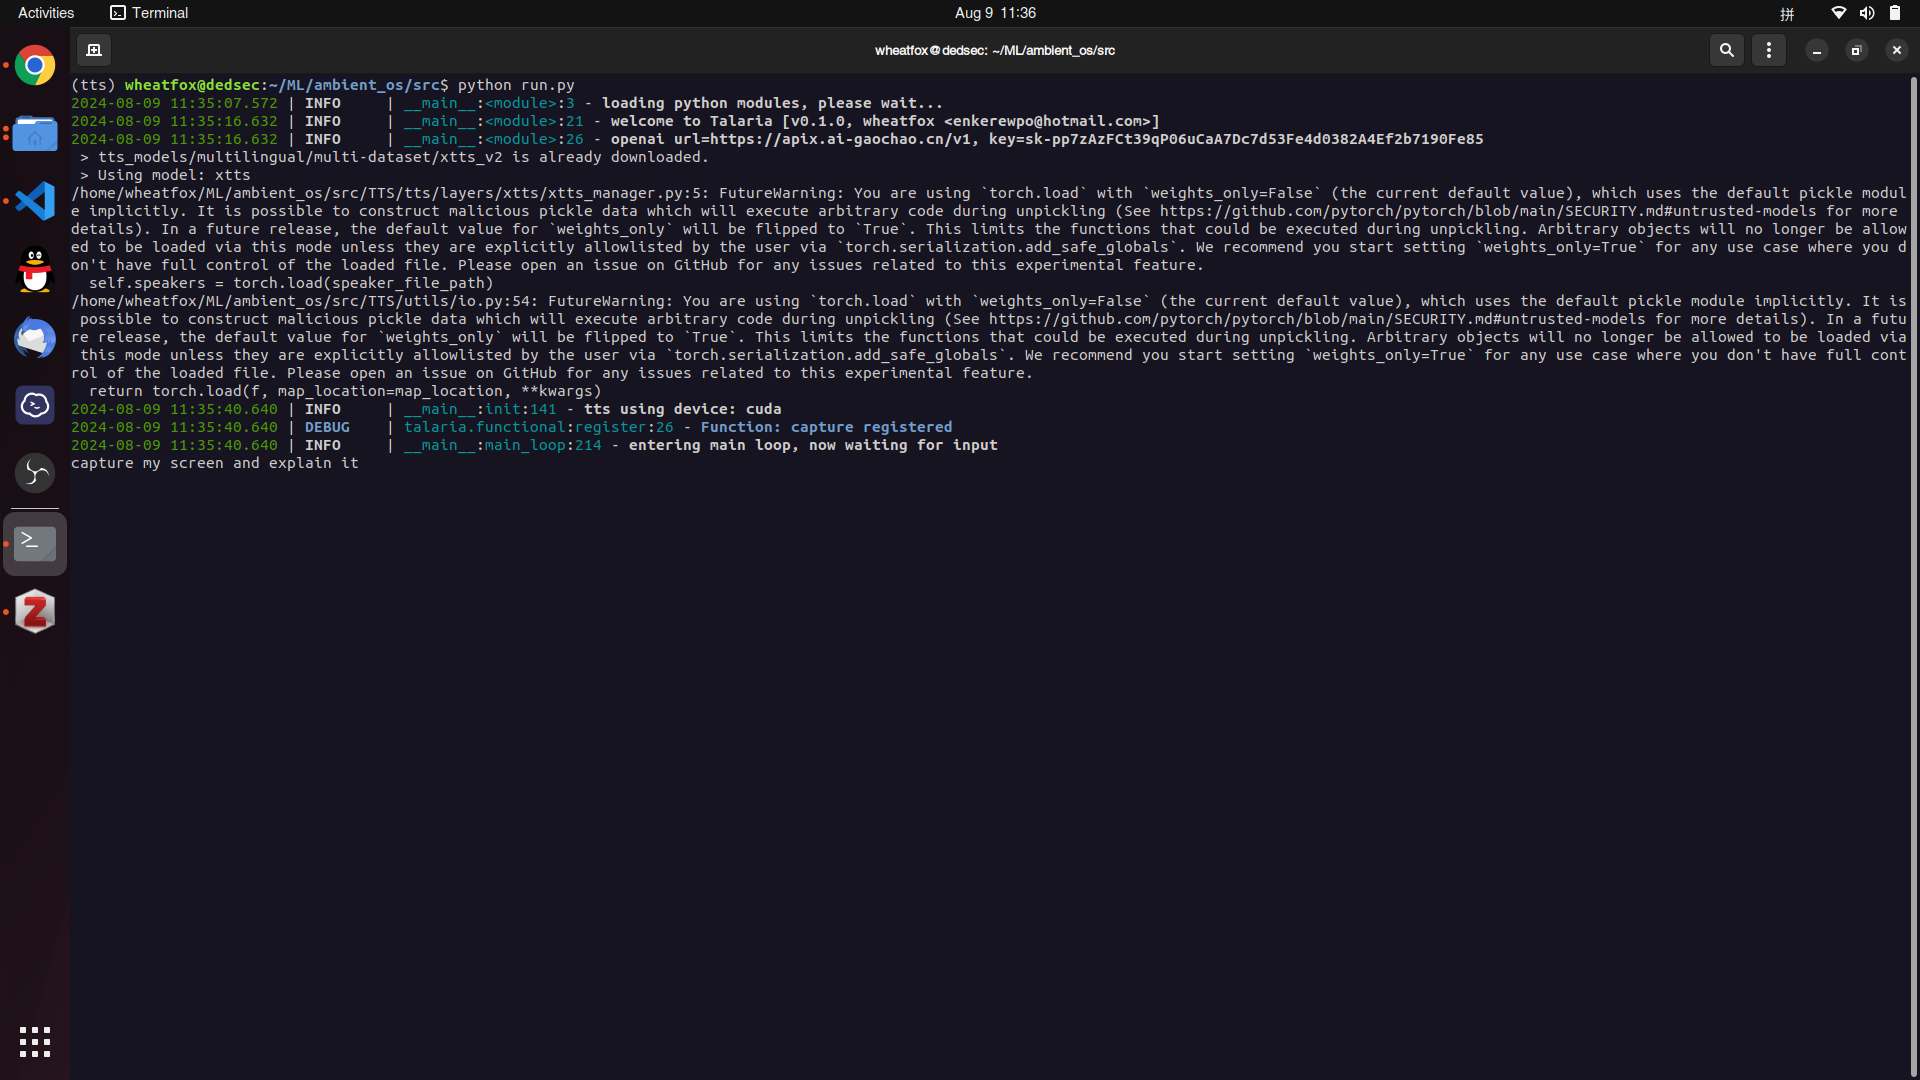 Activities
Terminal
Aug 9 11:36
拼
wheatfox@dedsec: ~/ML/ambient_os/src
(tts) wheatfox@dedsec:~/ML/ambient_os/src$ python run.py
2024-08-09 11:35:07.572 | INFO     | __main__:<module>:3 - loading python modules, please wait...
2024-08-09 11:35:16.632 | INFO     | __main__:<module>:21 - welcome to Talaria [v0.1.0, wheatfox <enkerewpo@hotmail.com>]
2024-08-09 11:35:16.632 | INFO     | __main__:<module>:26 - openai url=https://apix.ai-gaochao.cn/v1, key=sk-pp7zAzFCt39qP06uCaA7Dc7d53Fe4d0382A4Ef2b7190Fe85
 > tts_models/multilingual/multi-dataset/xtts_v2 is already downloaded.
 > Using model: xtts
/home/wheatfox/ML/ambient_os/src/TTS/tts/layers/xtts/xtts_manager.py:5: FutureWarning: You are using `torch.load` with `weights_only=False` (the current default value), which uses the default pickle modul
e implicitly. It is possible to construct malicious pickle data which will execute arbitrary code during unpickling (See https://github.com/pytorch/pytorch/blob/main/SECURITY.md#untrusted-models for more
details). In a future release, the default value for `weights_only` will be flipped to `True`. This limits the functions that could be executed during unpickling. Arbitrary objects will no longer be allow
ed to be loaded via this mode unless they are explicitly allowlisted by the user via `torch.serialization.add_safe_globals`. We recommend you start setting `weights_only=True` for any use case where you d
on't have full control of the loaded file. Please open an issue on GitHub for any issues related to this experimental feature.
  self.speakers = torch.load(speaker_file_path)
/home/wheatfox/ML/ambient_os/src/TTS/utils/io.py:54: FutureWarning: You are using `torch.load` with `weights_only=False` (the current default value), which uses the default pickle module implicitly. It is
 possible to construct malicious pickle data which will execute arbitrary code during unpickling (See https://github.com/pytorch/pytorch/blob/main/SECURITY.md#untrusted-models for more details). In a futu
re release, the default value for `weights_only` will be flipped to `True`. This limits the functions that could be executed during unpickling. Arbitrary objects will no longer be allowed to be loaded via
 this mode unless they are explicitly allowlisted by the user via `torch.serialization.add_safe_globals`. We recommend you start setting `weights_only=True` for any use case where you don't have full cont
rol of the loaded file. Please open an issue on GitHub for any issues related to this experimental feature.
  return torch.load(f, map_location=map_location, **kwargs)
2024-08-09 11:35:40.640 | INFO     | __main__:init:141 - tts using device: cuda
2024-08-09 11:35:40.640 | DEBUG    | talaria.functional:register:26 - Function: capture registered
2024-08-09 11:35:40.640 | INFO     | __main__:main_loop:214 - entering main loop, now waiting for input
capture my screen and explain it